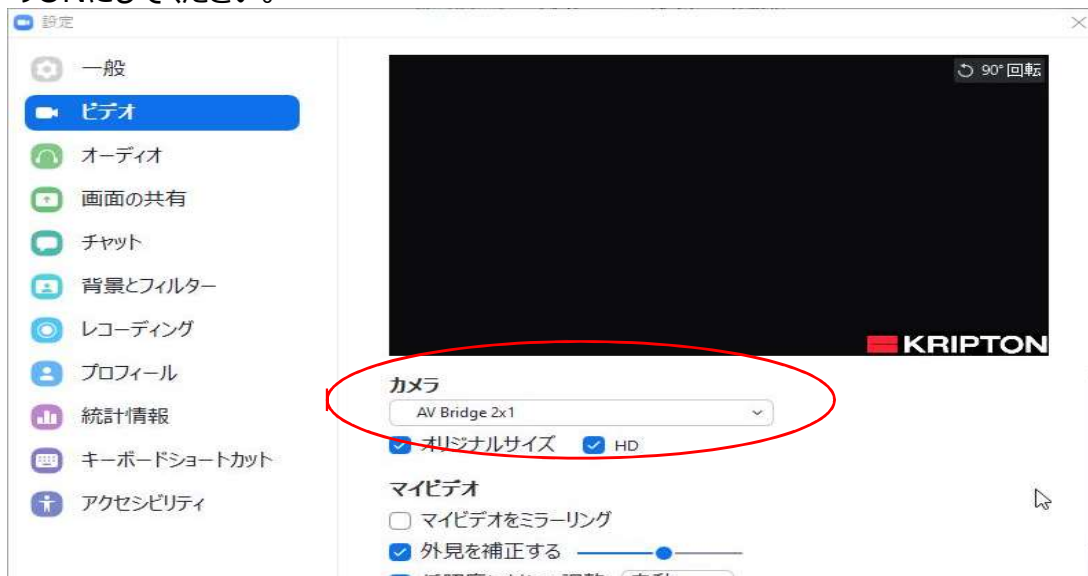 設定
一般
90°回転
ビデオ
オーディオ
画面の共有
チャット
背景とフィルター
レコーディング
プロフィール
統計情報
キーボードショートカット
アクセシビリティ
KRIPTON
カメラ
AV Bridge 2x1
オリジナルサイズ HD
マイビデオ
マイビデオをミラーリング
外見を補正する